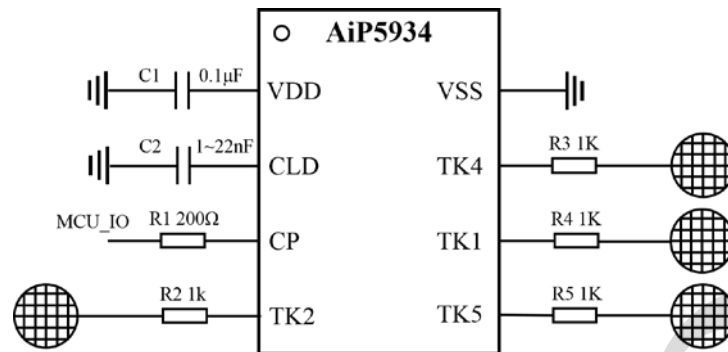 AiP5934
C1 0.1μF VDD VSS
C2 1~22nF CLD TK4 R3 1K
MCU_IO R1 200Ω CP TK1 R4 1K
R2 1k TK2 TK5 R5 1K